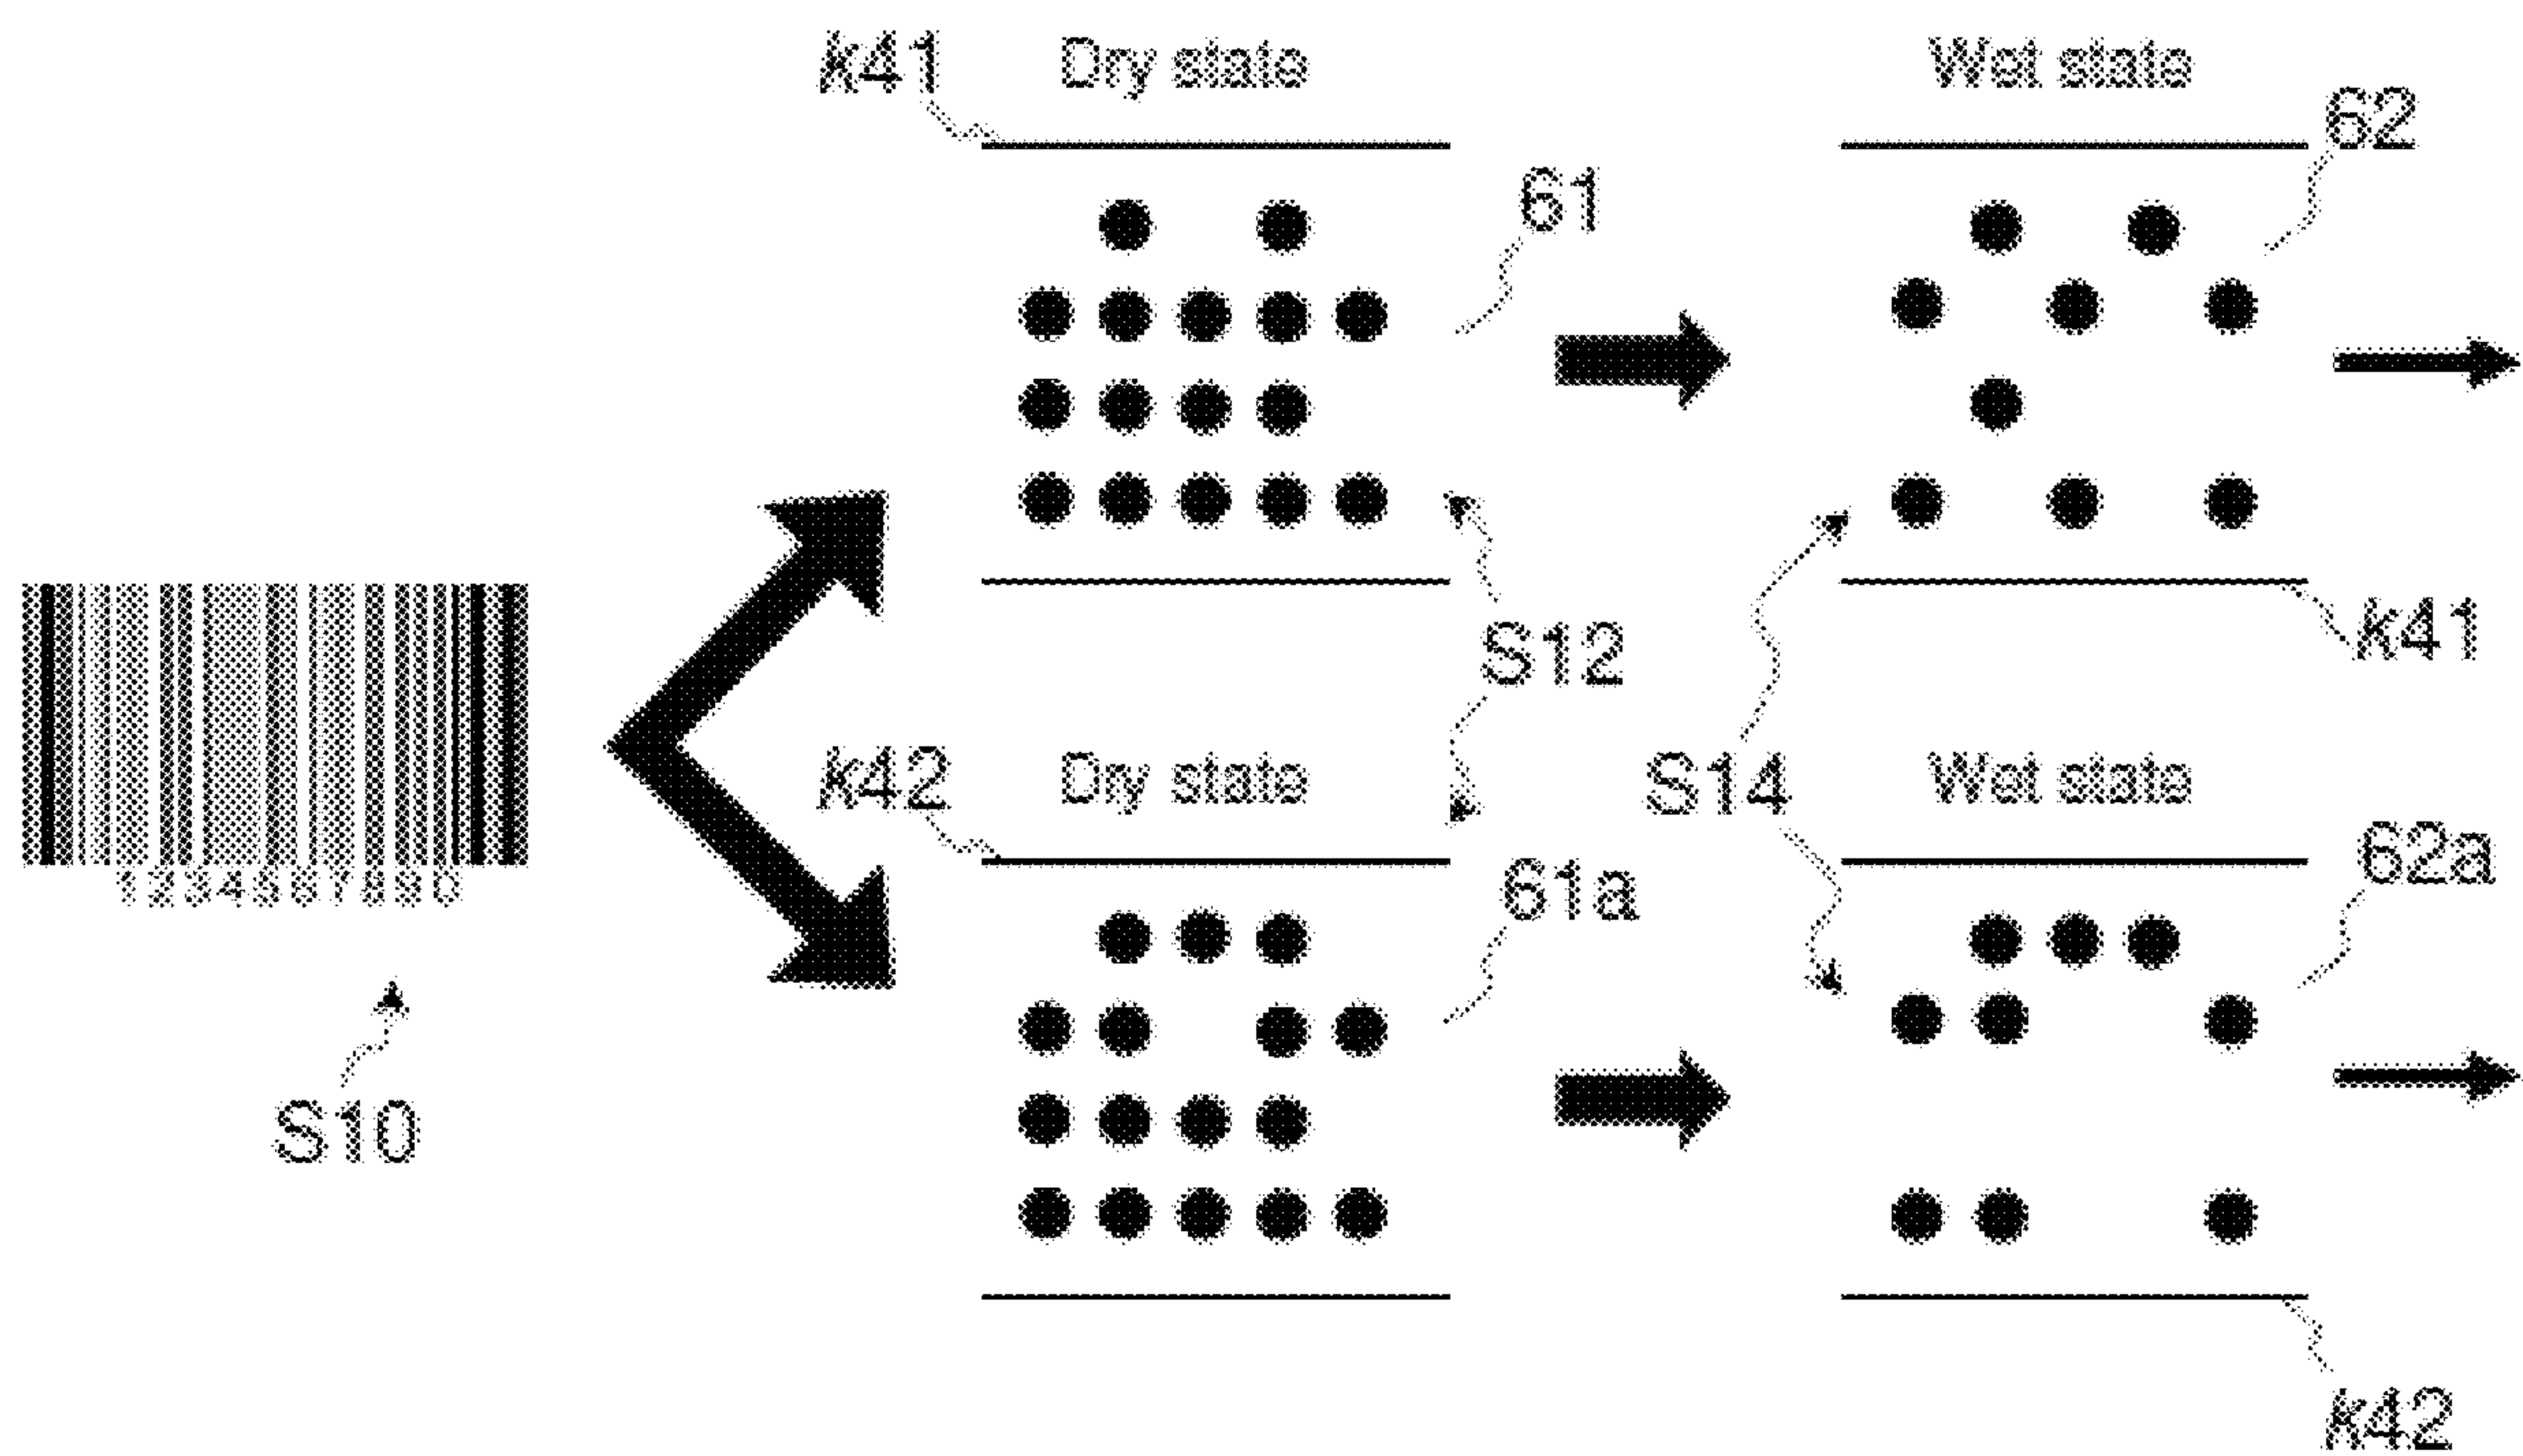 k41 Dry state Wet state
62
61
S12
k41
k42 Dry state S14 Wet state
61a 62a
1234567890
S10
k42